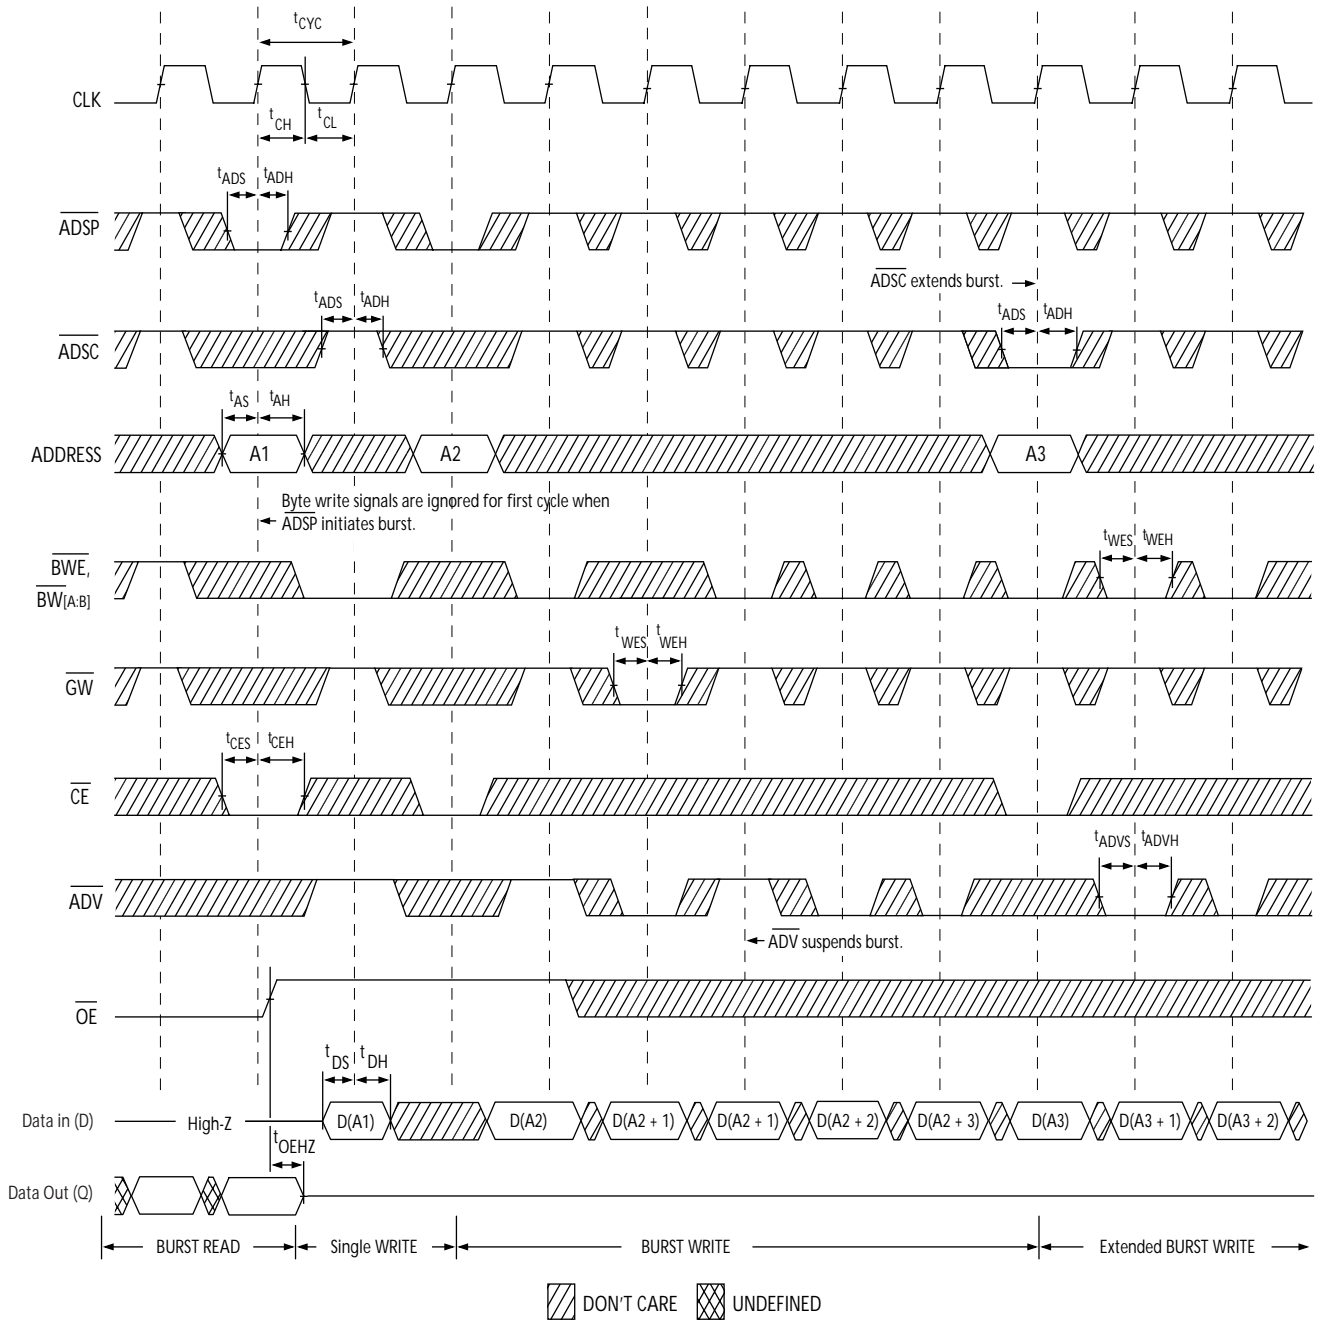 tCYC
CLK
tCH
tCL
tADS
tADH
ADSP
ADSC extends burst.
tADS
tADH
tADS
tADH
ADSC
tAS
tAH
ADDRESS
A1
A2
A3
Byte write signals are ignored for first cycle when
ADSP initiates burst.
tWES
tWEH
BWE,
BW[A:B]
tWES
tWEH
GW
tCES
tCEH
CE
tADVS
tADVH
ADV
ADV suspends burst.
OE
tDS
tDH
Data in (D)
High-Z
D(A1)
D(A2)
D(A2 + 1)
D(A2 + 1)
D(A2 + 2)
D(A2 + 3)
D(A3)
D(A3 + 1)
D(A3 + 2)
tOEHZ
Data Out (Q)
BURST READ
Single WRITE
BURST WRITE
Extended BURST WRITE
DON'T CARE
UNDEFINED